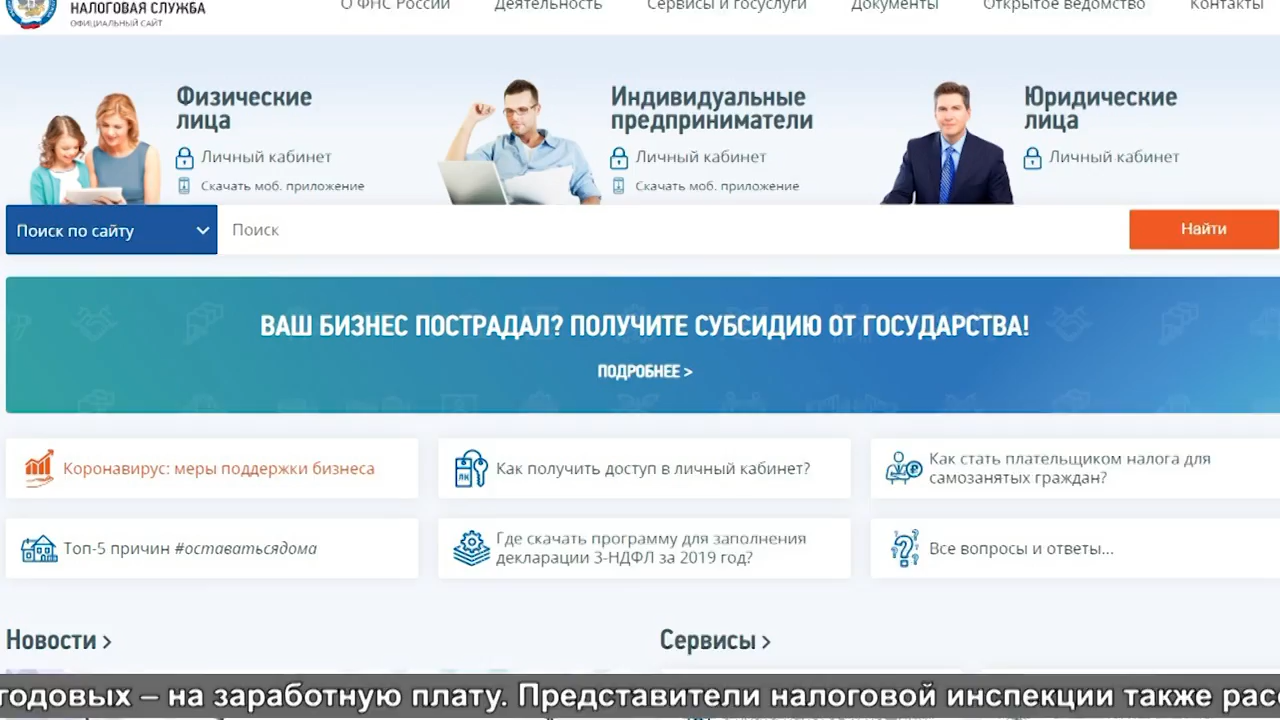 НАЛОГОВАЯ СЛУЖБА
ОФИЦИАЛЬНЫЙ САЙТ
О ФНС России
Деятельность
Сервисы и госуслуги
Документы
Открытое ведомство
Контакты
Физические
лица
Личный кабинет
Скачать моб. приложение
Индивидуальные
предприниматели
Личный кабинет
Скачать моб. приложение
Юридические
лица
Личный кабинет
Поиск по сайту
Поиск
Найти
ВАШ БИЗНЕС ПОСТРАДАЛ? ПОЛУЧИТЕ СУБСИДИЮ ОТ ГОСУДАРСТВА!
ПОДРОБНЕЕ >
Коронавирус: меры поддержки бизнеса
ЛК
Как получить доступ в личный кабинет?
Как стать плательщиком налога для
самозанятых граждан?
Топ-5 причин #оставатьсядома
Где скачать программу для заполнения
декларации 3-НДФЛ за 2019 год?
Все вопросы и ответы...
Новости >
Сервисы >
годовых – на заработную плату. Представители налоговой инспекции также расс